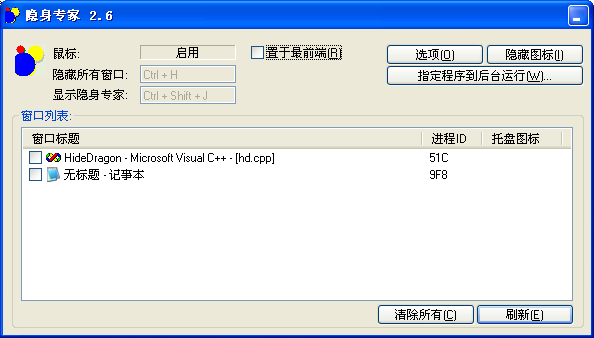 隐身专家 2.6
鼠标: 启用 置于最前端(R) 选项(O) 隐藏图标(I)
隐藏所有窗口: Ctrl + H 指定程序到后台运行(W)...
显示隐身专家: Ctrl + Shift + J
窗口列表:
窗口标题 进程ID 托盘图标
HideDragon - Microsoft Visual C++ - [hd.cpp] 51C
无标题 - 记事本 9F8
清除所有(C) 刷新(E)